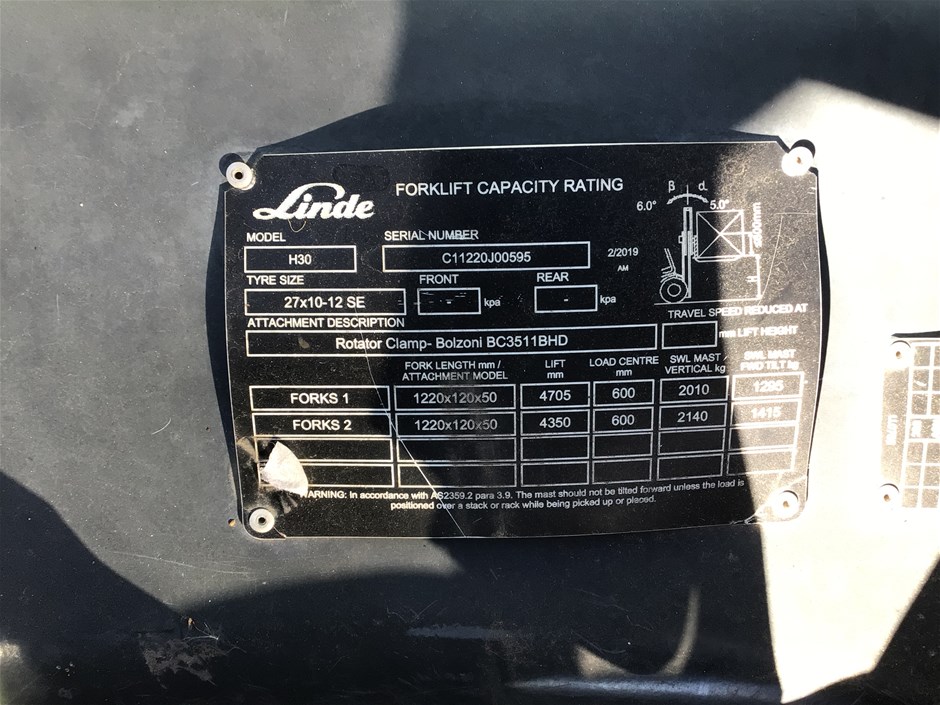 Linde
FORKLIFT CAPACITY RATING
β α
6.0° 5.0°
MODEL SERIAL NUMBER
H30 C11220J00595 2/2019
AM
H
TYRE SIZE FRONT REAR
27x10-12 SE - kpa - kpa
TRAVEL SPEED REDUCED AT
ATTACHMENT DESCRIPTION mm LIFT HEIGHT
Rotator Clamp- Bolzoni BC3511BHD
FORK LENGTH mm / LIFT LOAD CENTRE SWL MAST / SWL MAST
ATTACHMENT MODEL mm mm VERTICAL kg FWD TILT kg
FORKS 1 1220x120x50 4705 600 2010 1295
FORKS 2 1220x120x50 4350 600 2140 1415
WARNING: In accordance with AS2359.2 para 3.9. The mast should not be tilted forward unless the load is
positioned over a stack or rack while being picked up or placed.